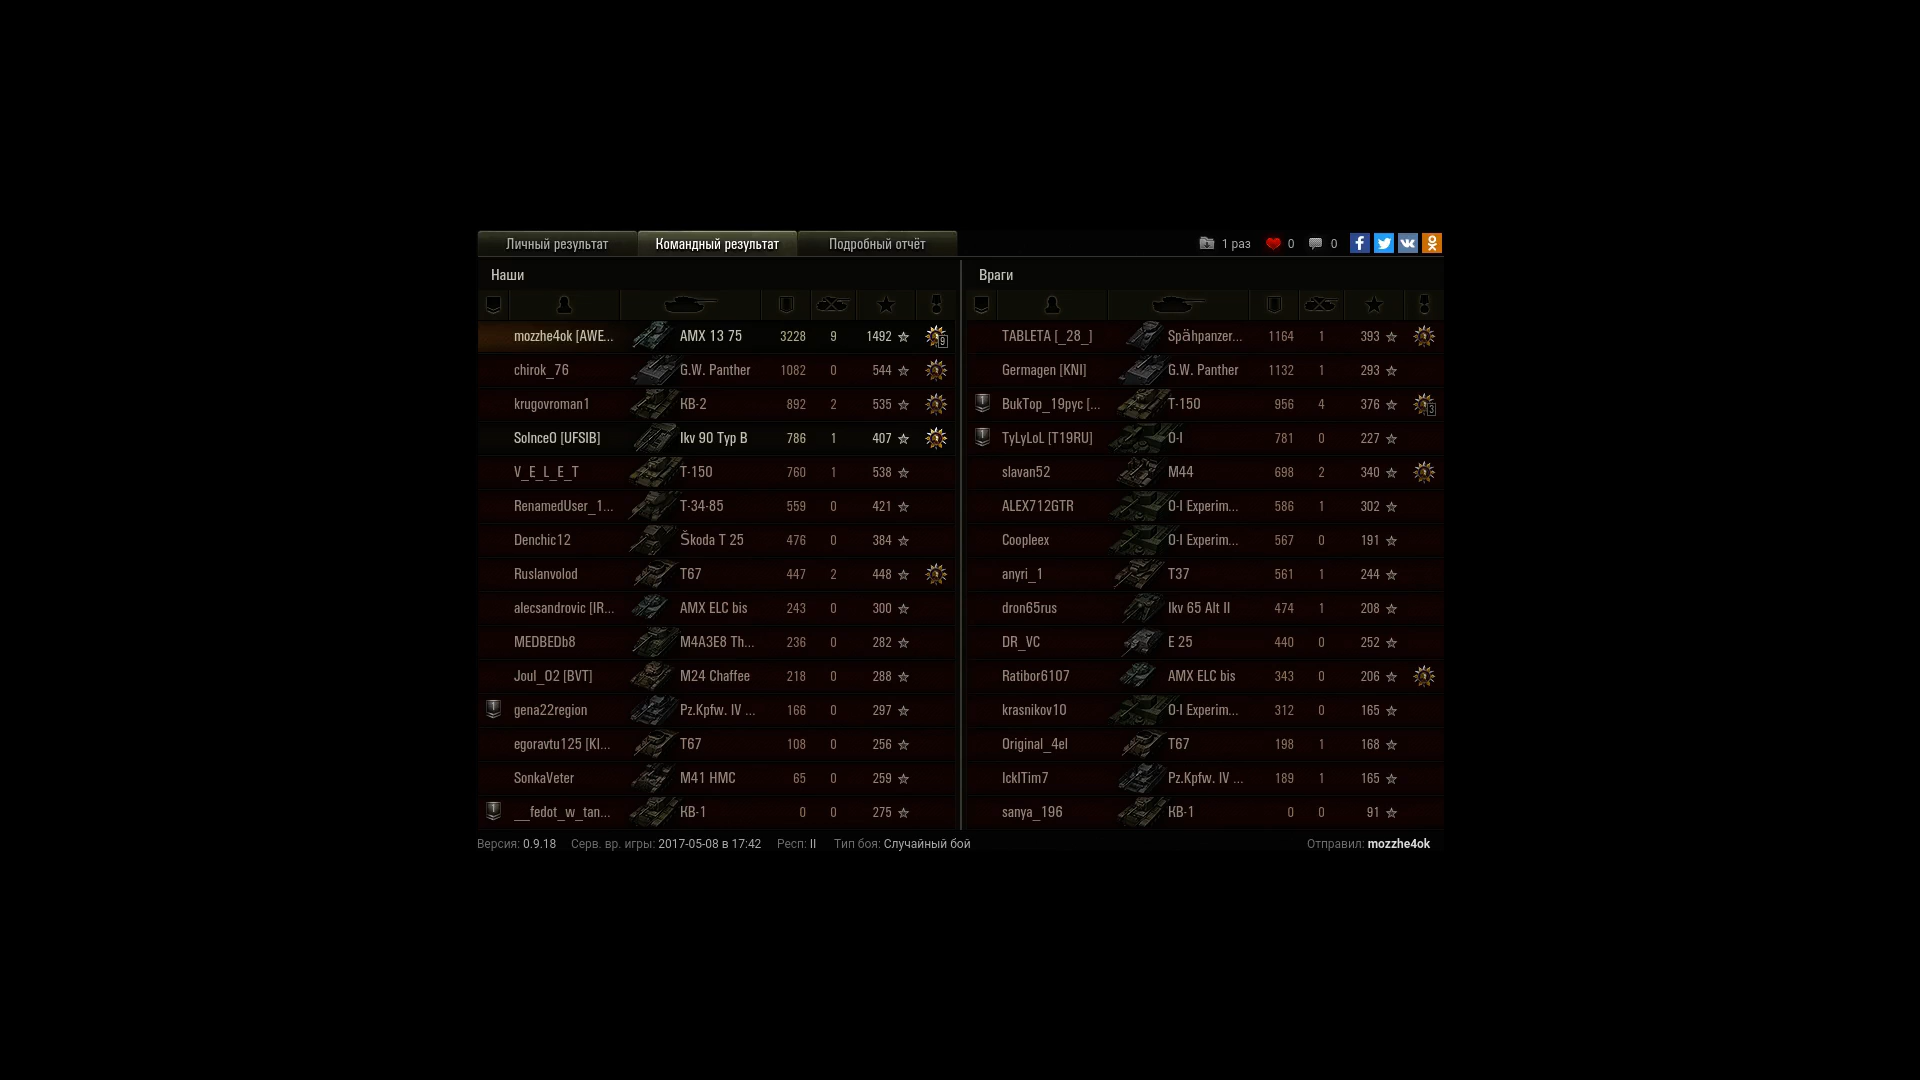 Личный результат Командный результат Подробный отчёт 1 раз 0 0
Наши Враги
mozzhe4ok [AWE... AMX 13 75 3228 9 1492 9 TABLETA [_28_] Spähpanzer... 1164 1 393
chirok_76 G.W. Panther 1082 0 544 Germagen [KNI] G.W. Panther 1132 1 293
krugovroman1 КВ-2 892 2 535 I BukTop_19pyc [... Т-150 956 4 376 3
SolnceO [UFSIB] Ikv 90 Typ B 786 1 407 I TyLyLoL [T19RU] O-I 781 0 227
V_E_L_E_T Т-150 760 1 538 slavan52 M44 698 2 340
RenamedUser_1... Т-34-85 559 0 421 ALEX712GTR O-I Experim... 586 1 302
Denchic12 Škoda T 25 476 0 384 Coopleex O-I Experim... 567 0 191
Ruslanvolod T67 447 2 448 anyri_1 T37 561 1 244
alecsandrovic [IR... AMX ELC bis 243 0 300 dron65rus Ikv 65 Alt II 474 1 208
MEDBEDb8 M4A3E8 Th... 236 0 282 DR_VC E 25 440 0 252
Joul_O2 [BVT] M24 Chaffee 218 0 288 Ratibor6107 AMX ELC bis 343 0 206
I gena22region Pz.Kpfw. IV ... 166 0 297 krasnikov10 O-I Experim... 312 0 165
egoravtu125 [KI... T67 108 0 256 Original_4el T67 198 1 168
SonkaVeter M41 HMC 65 0 259 IckITim7 Pz.Kpfw. IV ... 189 1 165
I __fedot_w_tan... КВ-1 0 0 275 sanya_196 КВ-1 0 0 91
Версия: 0.9.18 Серв. вр. игры: 2017-05-08 в 17:42 Респ: II Тип боя: Случайный бой Отправил: mozzhe4ok